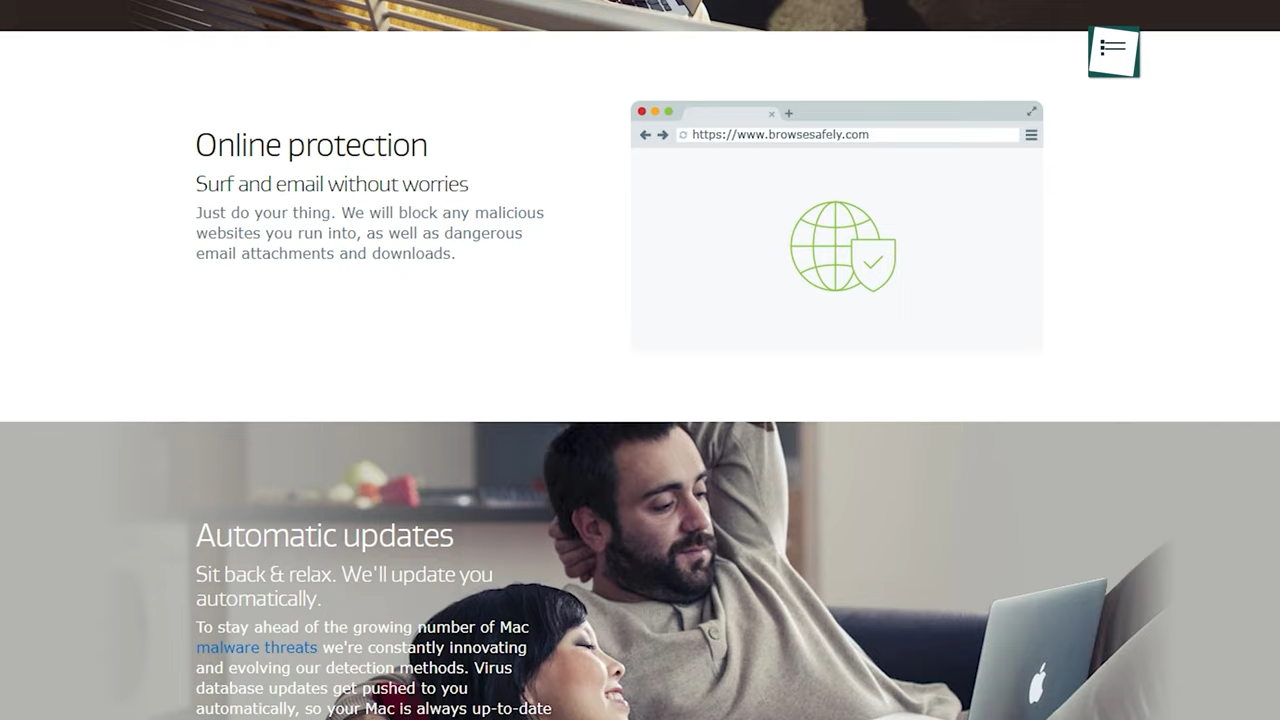 https://www.browsesafely.com
Online protection
Surf and email without worries
Just do your thing. We will block any malicious
websites you run into, as well as dangerous
email attachments and downloads.
Automatic updates
Sit back & relax. We'll update you
automatically.
To stay ahead of the growing number of Mac
malware threats we're constantly innovating
and evolving our detection methods. Virus
database updates get pushed to you
automatically, so your Mac is always up-to-date